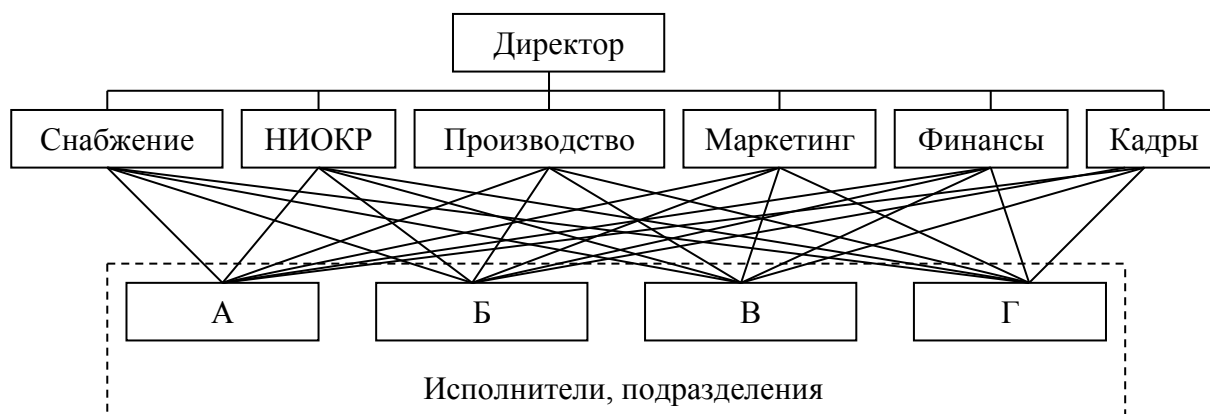 Директор
Снабжение НИОКР Производство Маркетинг Финансы Кадры
А Б В Г
Исполнители, подразделения